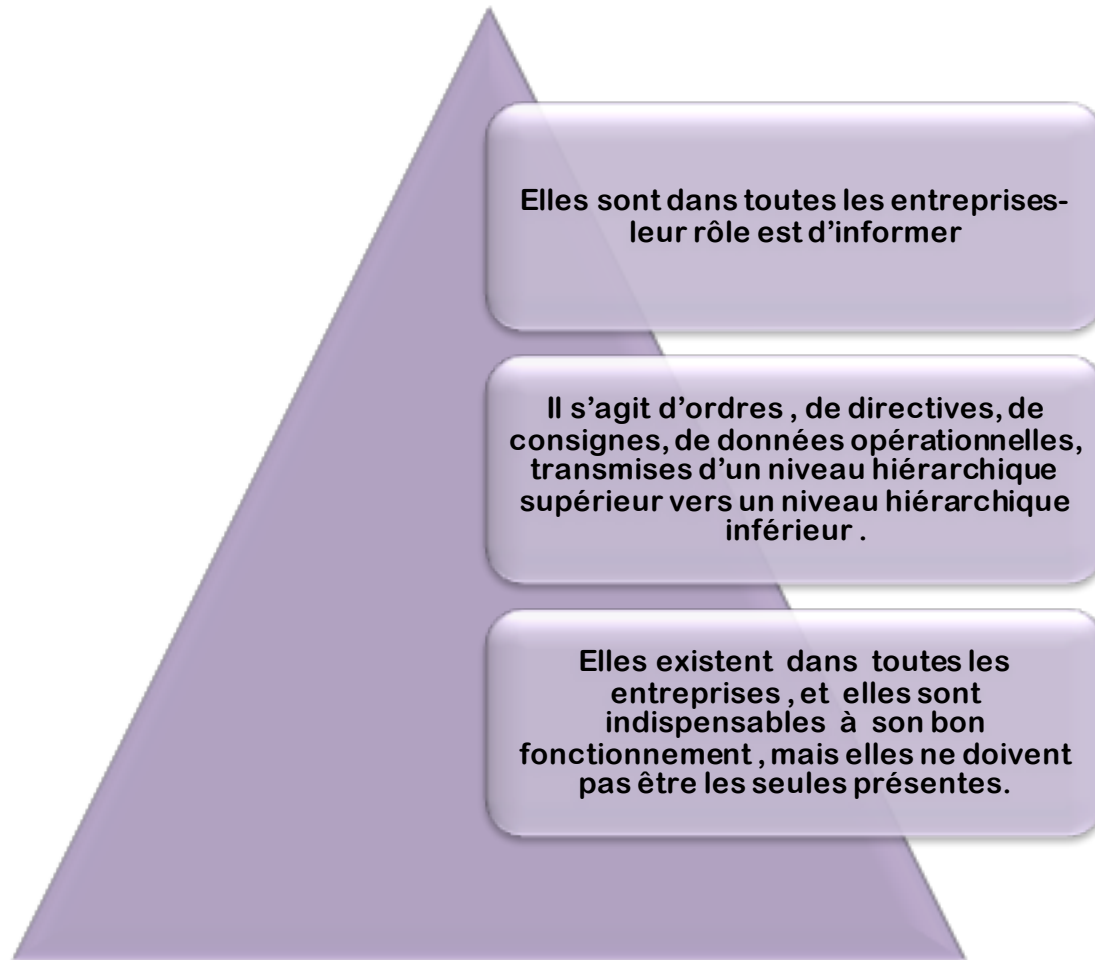 Elles sont dans toutes les entreprises-
leur rôle est d’informer
Il s’agit d’ordres , de directives, de
consignes, de données opérationnelles,
transmises d’un niveau hiérarchique
supérieur vers un niveau hiérarchique
inférieur .
Elles existent dans toutes les
entreprises , et elles sont
indispensables à son bon
fonctionnement , mais elles ne doivent
pas être les seules présentes.